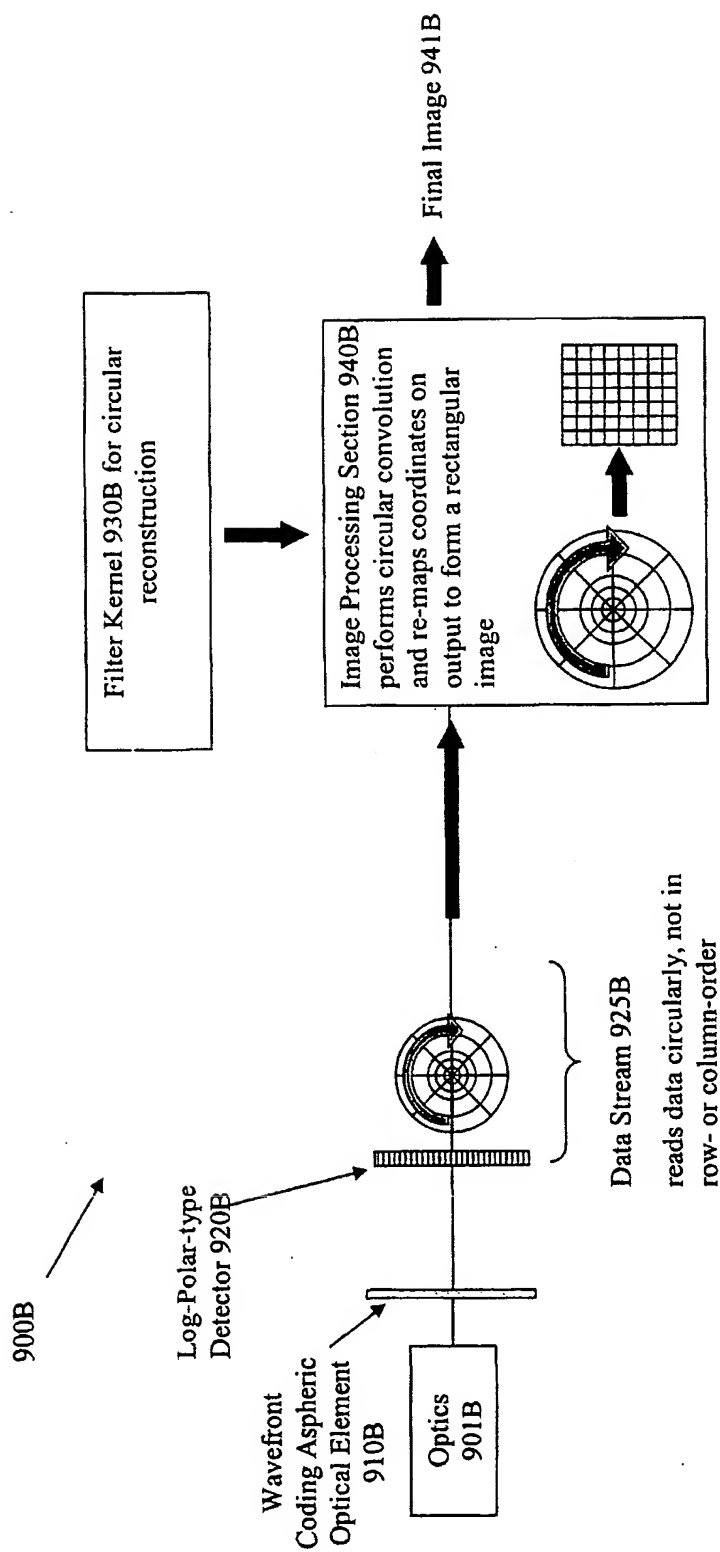 900B
Wavefront
Coding Aspheric
Optical Element
910B
Optics
901B
Log-Polar-type
Detector 920B
Data Stream 925B
reads data circularly, not in
row- or column-order
Filter Kernel 930B for circular
reconstruction
Image Processing Section 940B
performs circular convolution
and re-maps coordinates on
output to form a rectangular
image
Final Image 941B